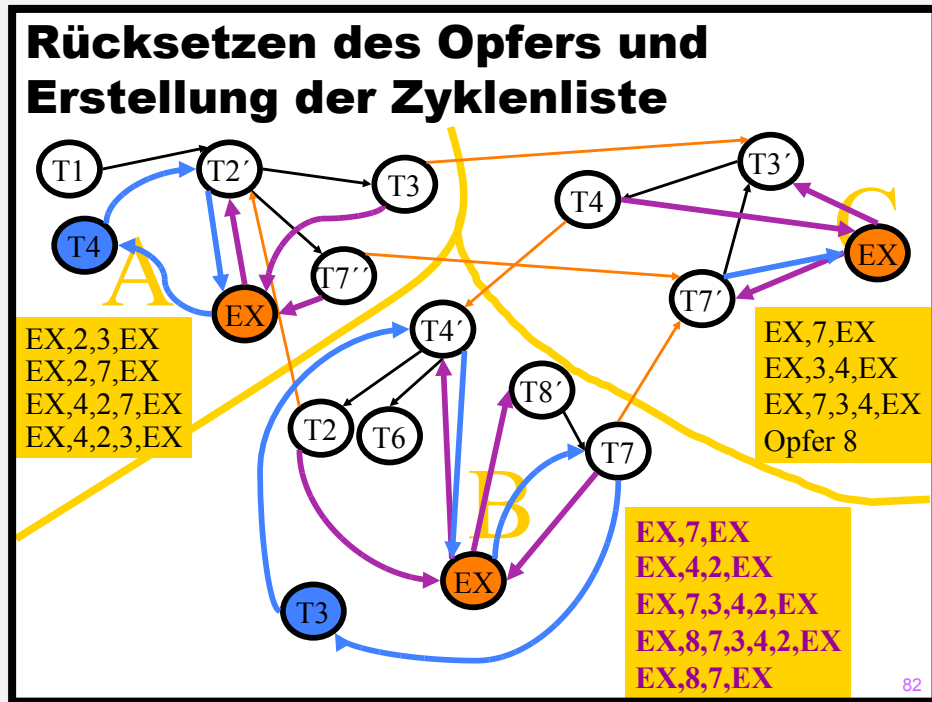 Rücksetzen des Opfers und
Erstellung der Zyklenliste
T1
T2´
T3
T4
T7´´
EX
A
EX,2,3,EX
EX,2,7,EX
EX,4,2,7,EX
EX,4,2,3,EX
T3´
T4
C
EX
T7´
EX,7,EX
EX,3,4,EX
EX,7,3,4,EX
Opfer 8
T4´
T8´
T2
T6
T7
B
EX
T3
EX,7,EX
EX,4,2,EX
EX,7,3,4,2,EX
EX,8,7,3,4,2,EX
EX,8,7,EX
82